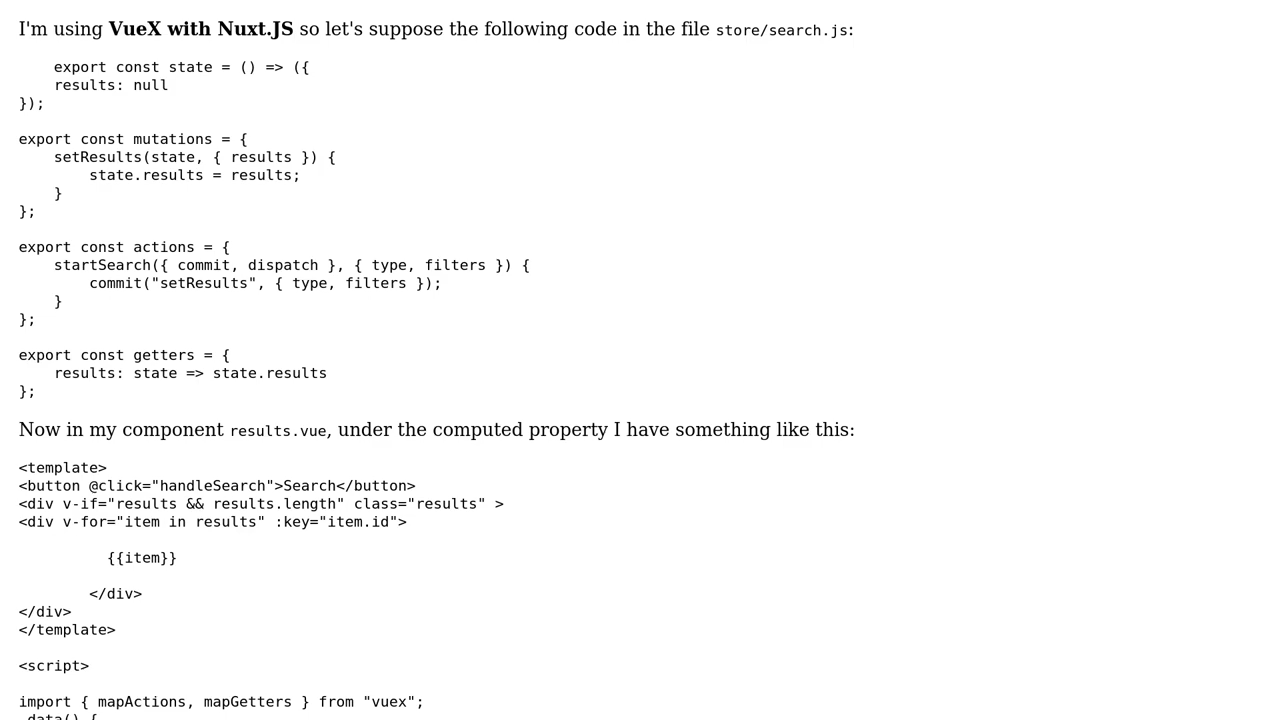 I'm using VueX with Nuxt.JS so let's suppose the following code in the file store/search.js:
    export const state = () => ({
    results: null
});
export const mutations = {
    setResults(state, { results }) {
        state.results = results;
    }
};
export const actions = {
    startSearch({ commit, dispatch }, { type, filters }) {
        commit("setResults", { type, filters });
    }
};
export const getters = {
    results: state => state.results
};
Now in my component results.vue, under the computed property I have something like this:
<template>
<button @click="handleSearch">Search</button>
<div v-if="results && results.length" class="results" >
<div v-for="item in results" :key="item.id">
          {{item}}
        </div>
</div>
</template>
<script>
import { mapActions, mapGetters } from "vuex";
 data() {